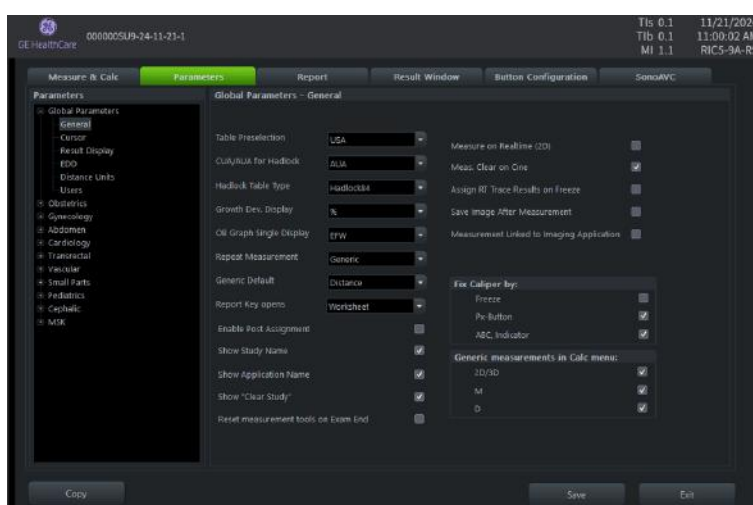 TIs 0.1
TIb 0.1
MI 1.1
11/21/202
11:00:02 AM
RIC5-9A-RS
GE HealthCare
000000SU9-24-11-21-1
Measure & Calc
Parameters
Report
Result Window
Button Configuration
SonoAVC
Parameters
Global Parameters
General
Cursor
Result Display
EDD
Distance Units
Users
Obstetrics
Gynecology
Abdomen
Cardiology
Transrectal
Vascular
Small Parts
Pediatrics
Cephalic
MSK
Global Parameters - General
Table Preselection USA
CUA/AUA for Hadlock AUA
Hadlock Table Type Hadlock84
Growth Dev. Display %
OB Graph Single Display EFW
Repeat Measurement Generic
Generic Default Distance
Report Key opens Worksheet
Enable Post Assignment
Show Study Name
Show Application Name
Show "Clear Study"
Reset measurement tools on Exam End
Measure on Realtime (2D)
Meas. Clear on Cine
Assign RT Trace Results on Freeze
Save Image After Measurement
Measurement Linked to Imaging Application
Fix Caliper by:
Freeze
Px-Button
ABC, Indicator
Generic measurements in Calc menu:
2D/3D
M
D
Copy
Save
Exit